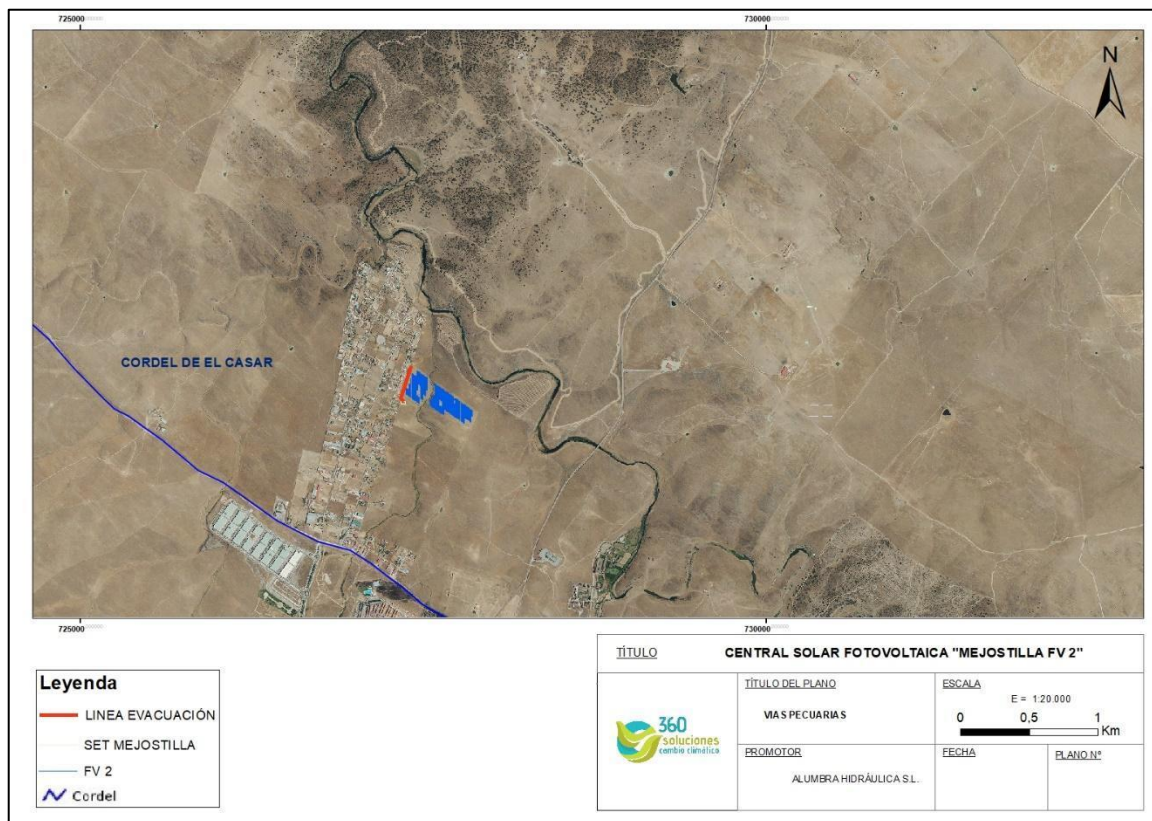 725000
730000
N
CORDEL DE EL CASAR
725000
730000
Leyenda
LINEA EVACUACIÓN
SET MEJOSTILLA
FV 2
Cordel
TÍTULO
CENTRAL SOLAR FOTOVOLTAICA "MEJOSTILLA FV 2"
360
soluciones
cambio climático
TÍTULO DEL PLANO
VIAS PECUARIAS
ESCALA
E = 1:20.000
0 0,5 1
Km
PROMOTOR
ALUMBRA HIDRÁULICA S.L.
FECHA
PLANO Nº